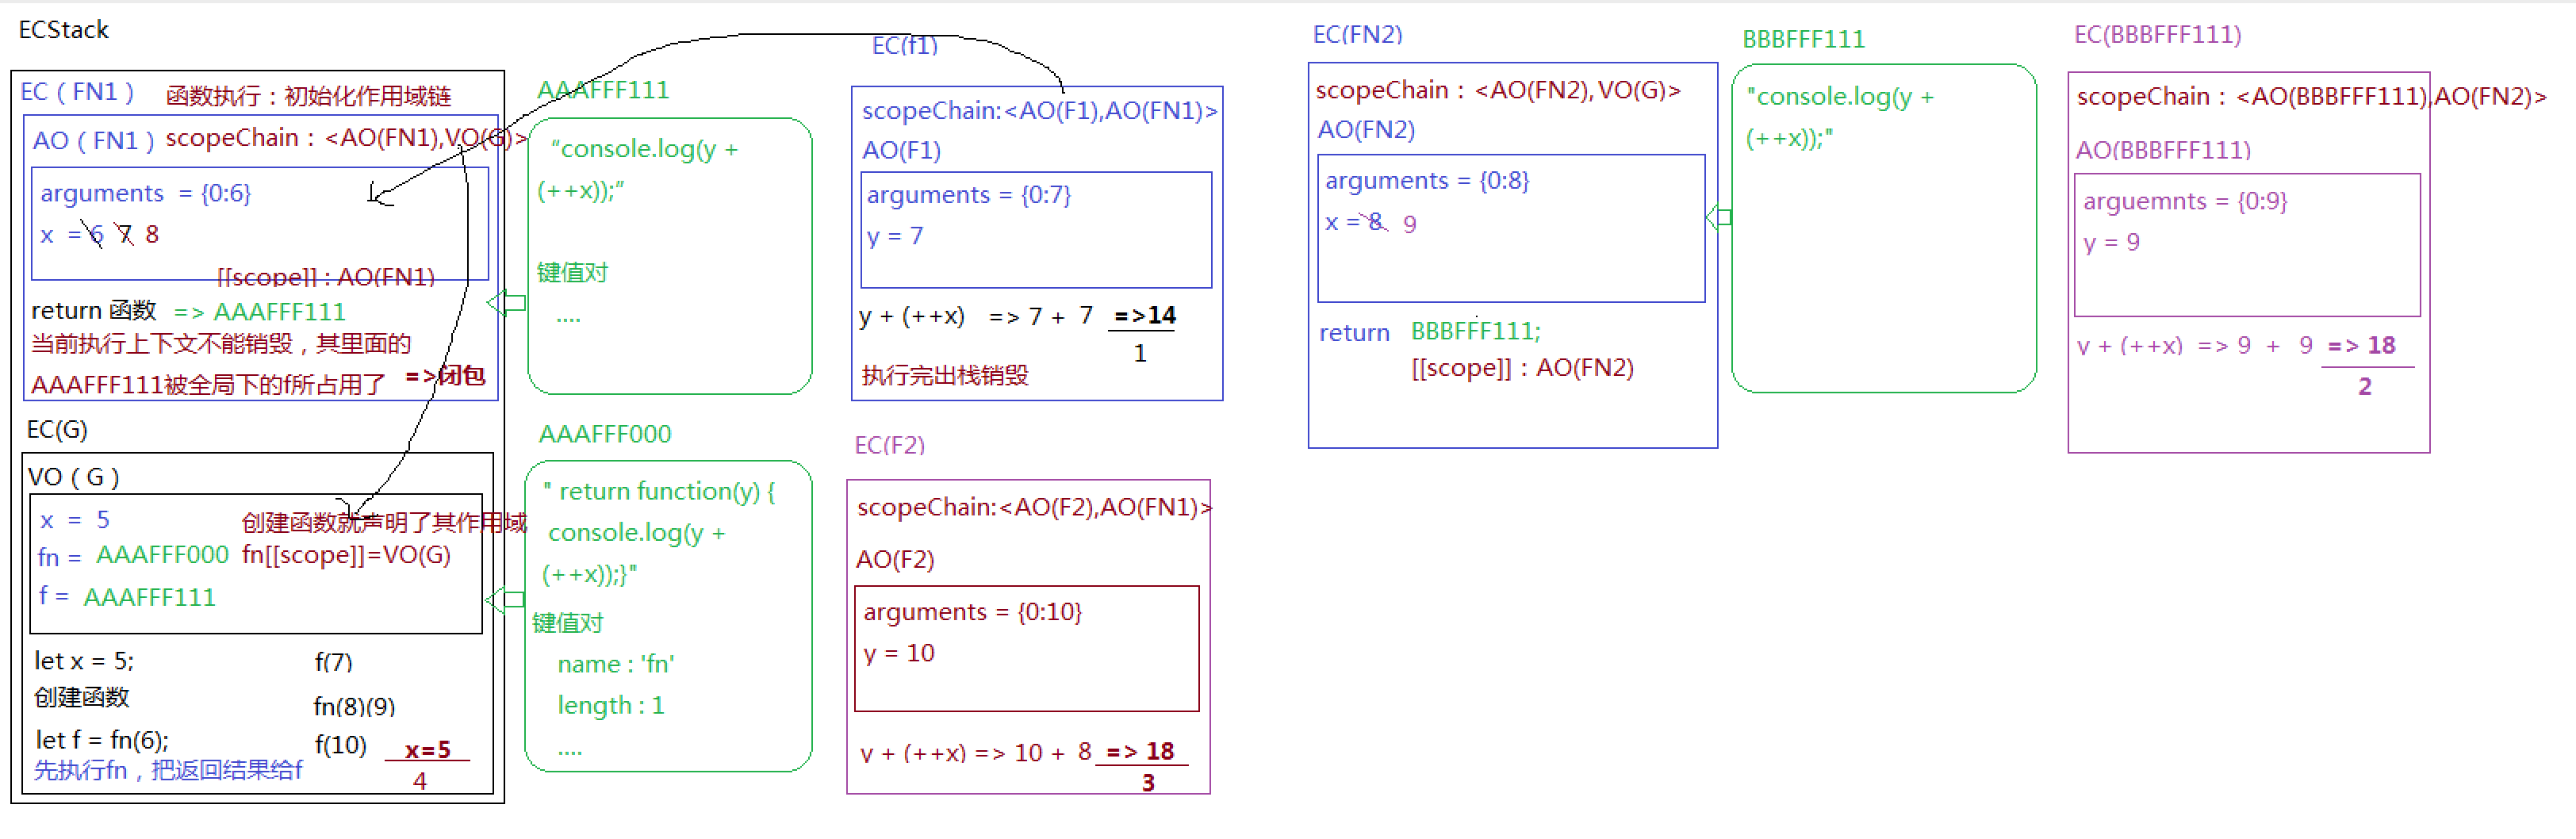 ECStack
EC ( FN1 )
函数执行：初始化作用域链
AO ( FN1 )
scopeChain : <AO(FN1),VO(G)>
arguments = {0:6}
x = 6 7 8
[[scope]] : AO(FN1)
return 函数 => AAAFFF111
当前执行上下文不能销毁，其里面的
AAAFFF111被全局下的f所占用了 =>闭包
EC(G)
VO ( G )
x = 5
创建函数就声明了其作用域
fn = AAAFFF000 fn[[scope]]=VO(G)
f = AAAFFF111
let x = 5;
创建函数
let f = fn(6);
先执行fn，把返回结果给f
f(7)
fn(8)(9)
f(10)
x=5
4
AAAFFF111
“console.log(y +
(++x));”
键值对
....
AAAFFF000
" return function(y) {
console.log(y +
(++x));}"
键值对
name : 'fn'
length : 1
....
EC(f1)
scopeChain:<AO(F1),AO(FN1)>
AO(F1)
arguments = {0:7}
y = 7
y + (++x) => 7 + 7 =>14
1
执行完出栈销毁
EC(F2)
scopeChain:<AO(F2),AO(FN1)>
AO(F2)
arguments = {0:10}
y = 10
y + (++x) => 10 + 8 => 18
3
EC(FN2)
scopeChain : <AO(FN2), VO(G)>
AO(FN2)
arguments = {0:8}
x = 8 9
return BBBFFF111;
[[scope]] : AO(FN2)
BBBFFF111
"console.log(y +
(++x));"
EC(BBBFFF111)
scopeChain : <AO(BBBFFF111),AO(FN2)>
AO(BBBFFF111)
arguemnts = {0:9}
y = 9
y + (++x) => 9 + 9 => 18
2